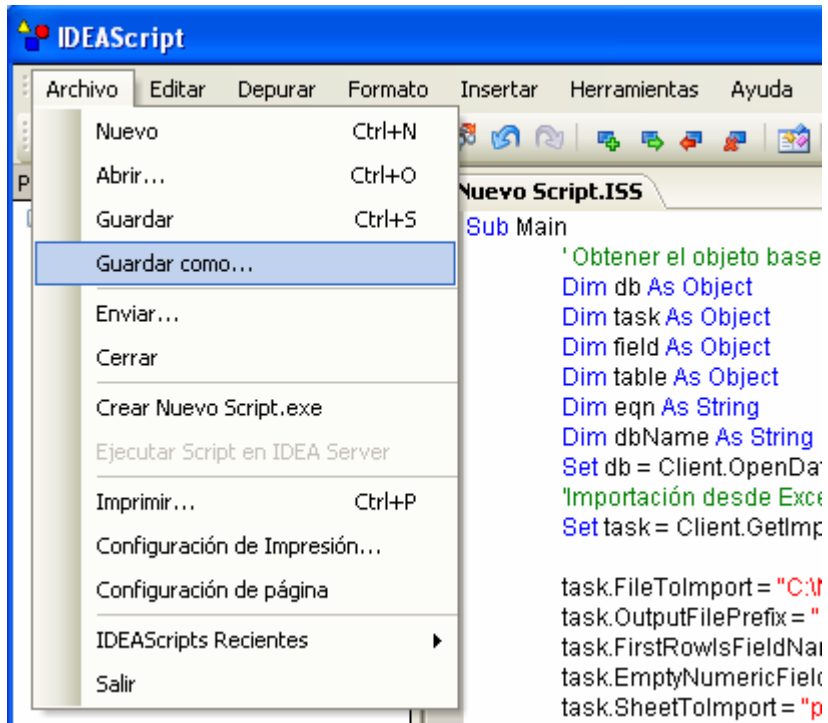 IDEAScript
Archivo Editar Depurar Formato Insertar Herramientas Ayuda
Nuevo Ctrl+N
Abrir... Ctrl+O
Guardar Ctrl+S
Guardar como...
Enviar...
Cerrar
Crear Nuevo Script.exe
Ejecutar Script en IDEA Server
Imprimir... Ctrl+P
Configuración de Impresión...
Configuración de página
IDEAScripts Recientes
Salir
P
Nuevo Script.ISS
Sub Main
' Obtener el objeto base
Dim db As Object
Dim task As Object
Dim field As Object
Dim table As Object
Dim eqn As String
Dim dbName As String
Set db = Client.OpenDat
'Importación desde Exce
Set task = Client.GetImp
task.FileToImport = "C:\
task.OutputFilePrefix = "
task.FirstRowIsFieldNa
task.EmptyNumericField
task.SheetToImport = "p